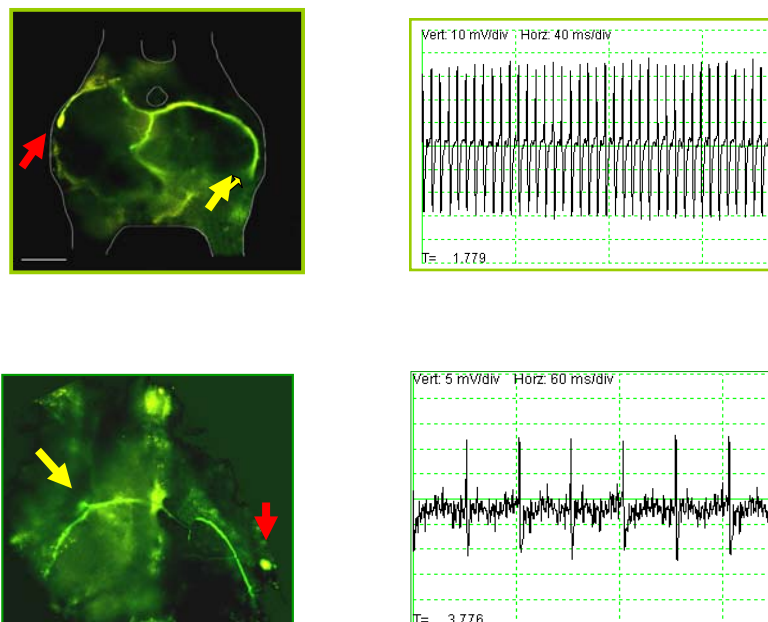 Vert: 10 mV/div Horz: 40 ms/div
T= 1.779
Vert: 5 mV/div Horz: 60 ms/div
T= 3.776